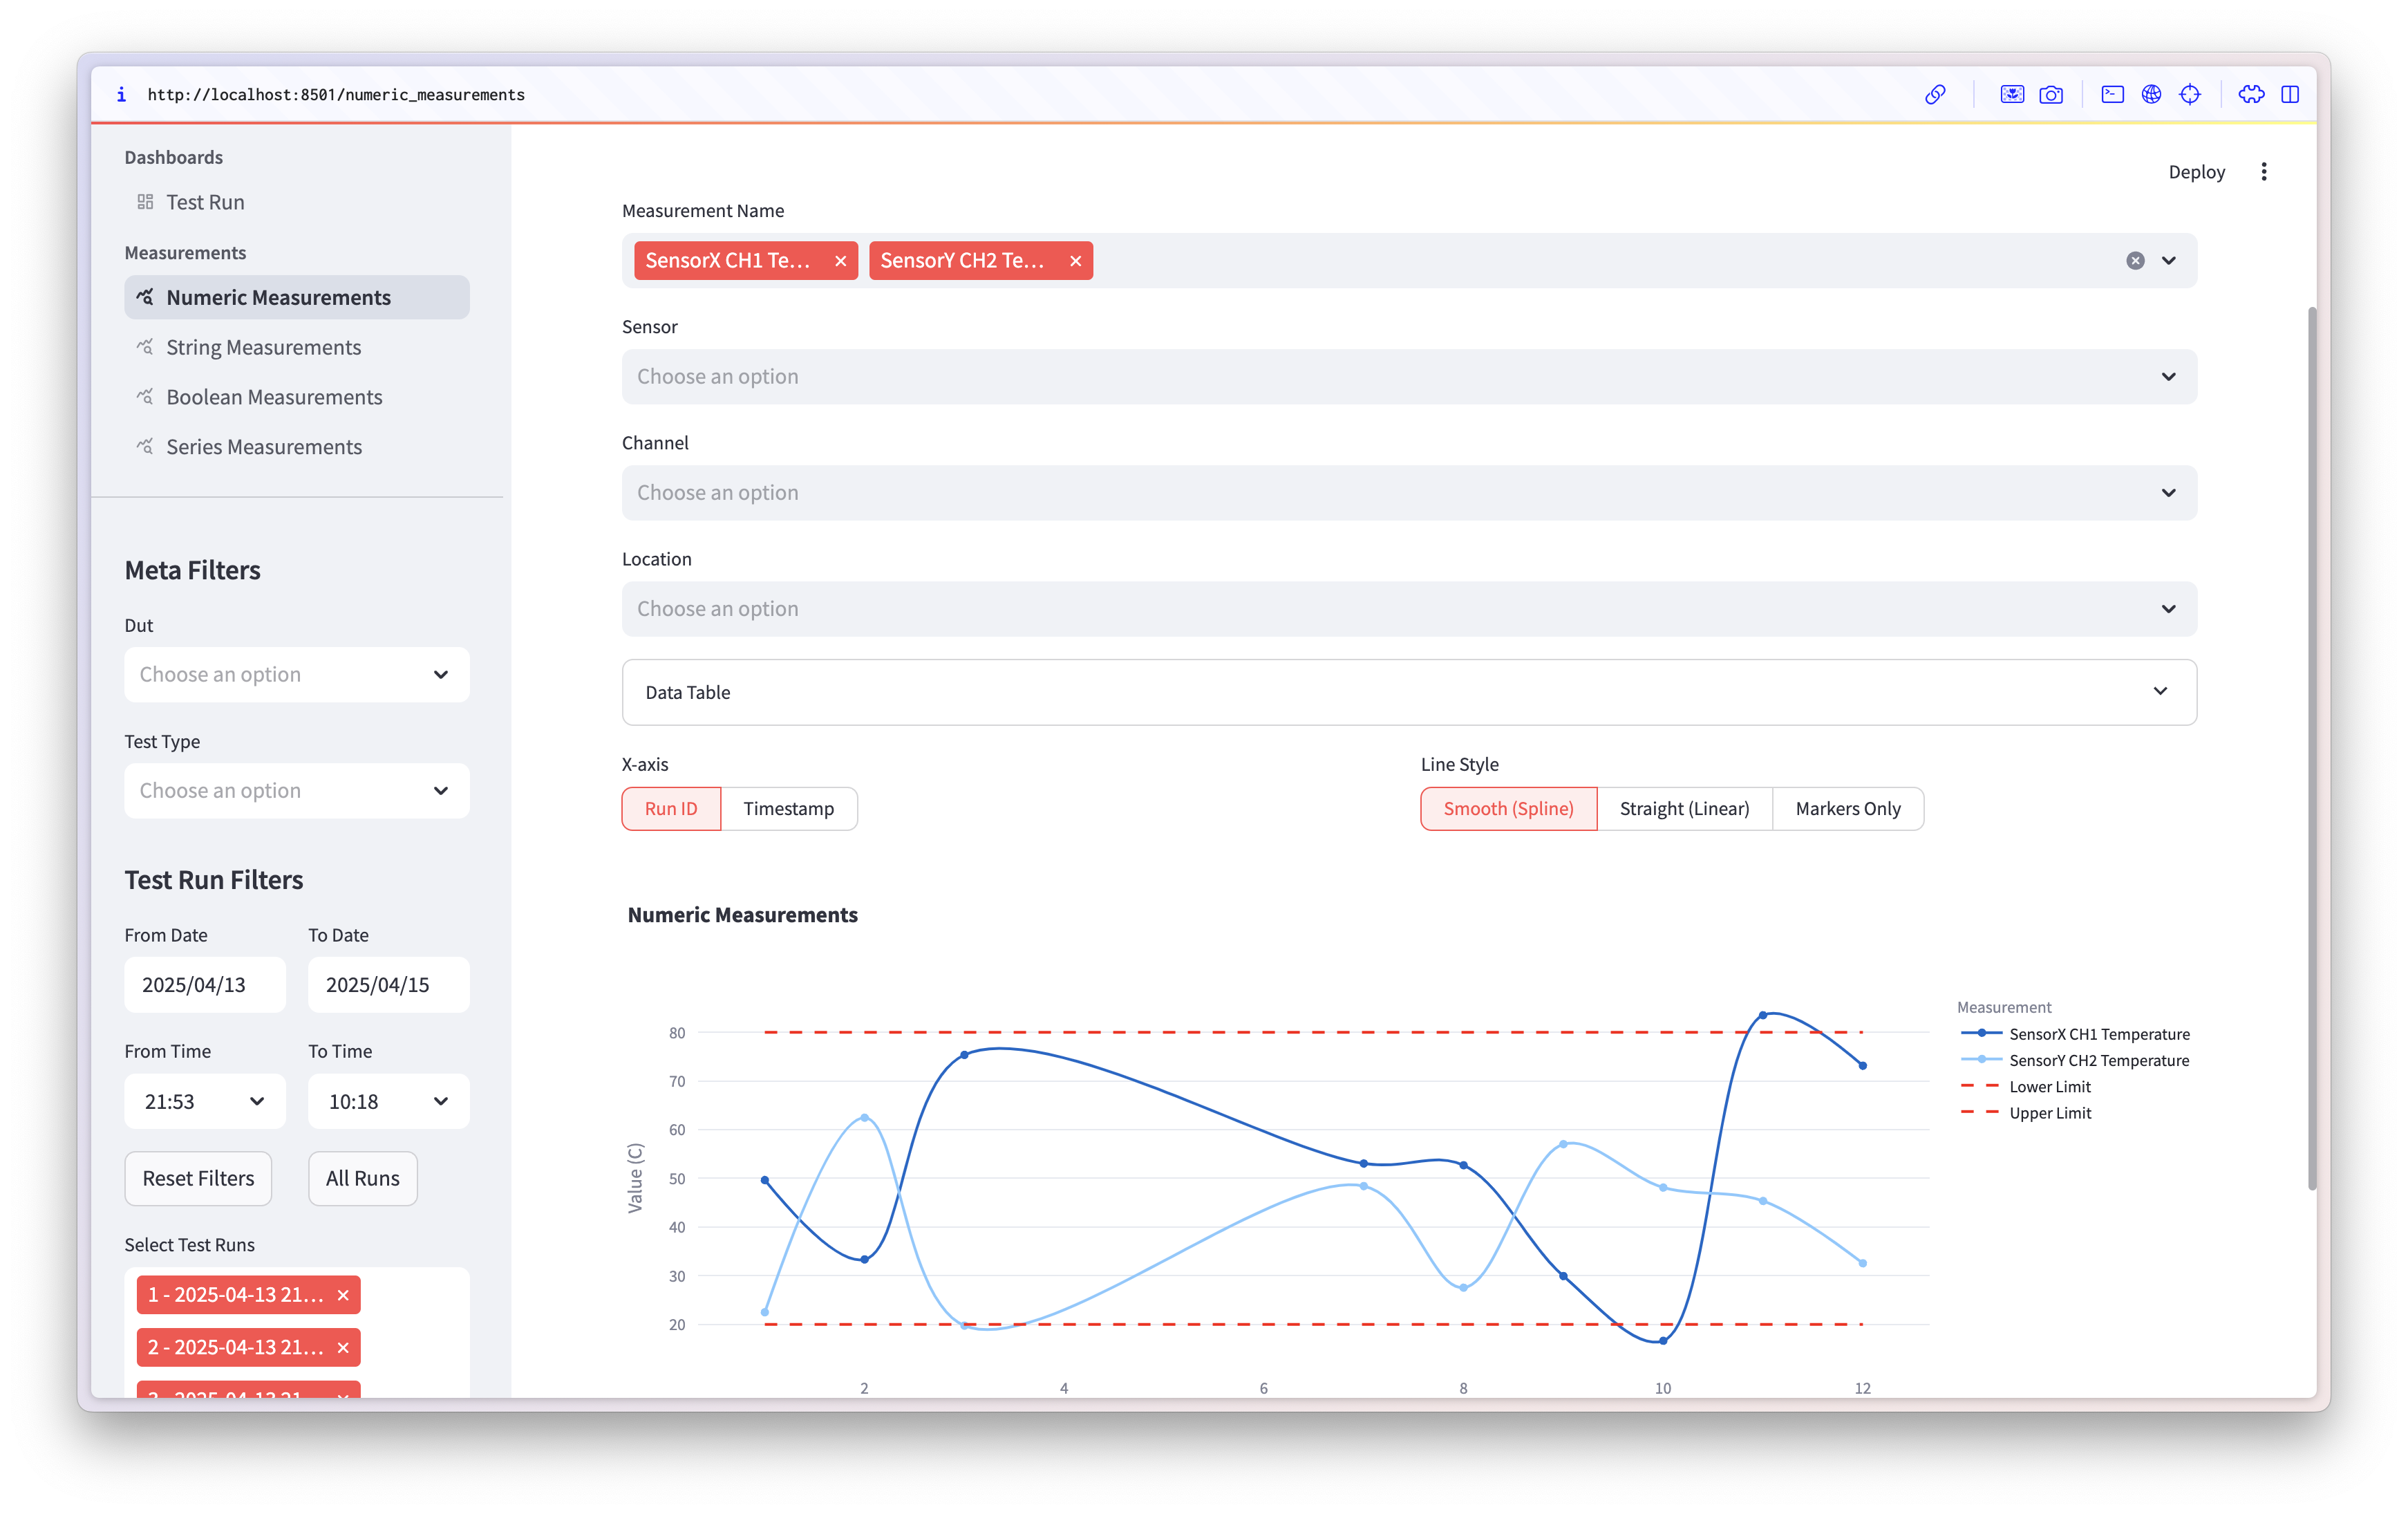 i http://localhost:8501/numeric_measurements
Dashboards
Test Run
Measurements
Numeric Measurements
String Measurements
Boolean Measurements
Series Measurements
Meta Filters
Dut
Choose an option
Test Type
Choose an option
Test Run Filters
From Date To Date
2025/04/13 2025/04/15
From Time To Time
21:53 10:18
Reset Filters All Runs
Select Test Runs
1 - 2025-04-13 21...
2 - 2025-04-13 21...
Deploy
Measurement Name
SensorX CH1 Te... SensorY CH2 Te...
Sensor
Choose an option
Channel
Choose an option
Location
Choose an option
Data Table
X-axis Line Style
Run ID Timestamp Smooth (Spline) Straight (Linear) Markers Only
Numeric Measurements
Value (C)
80
70
60
50
40
30
20
2 4 6 8 10 12
Measurement
SensorX CH1 Temperature
SensorY CH2 Temperature
Lower Limit
Upper Limit